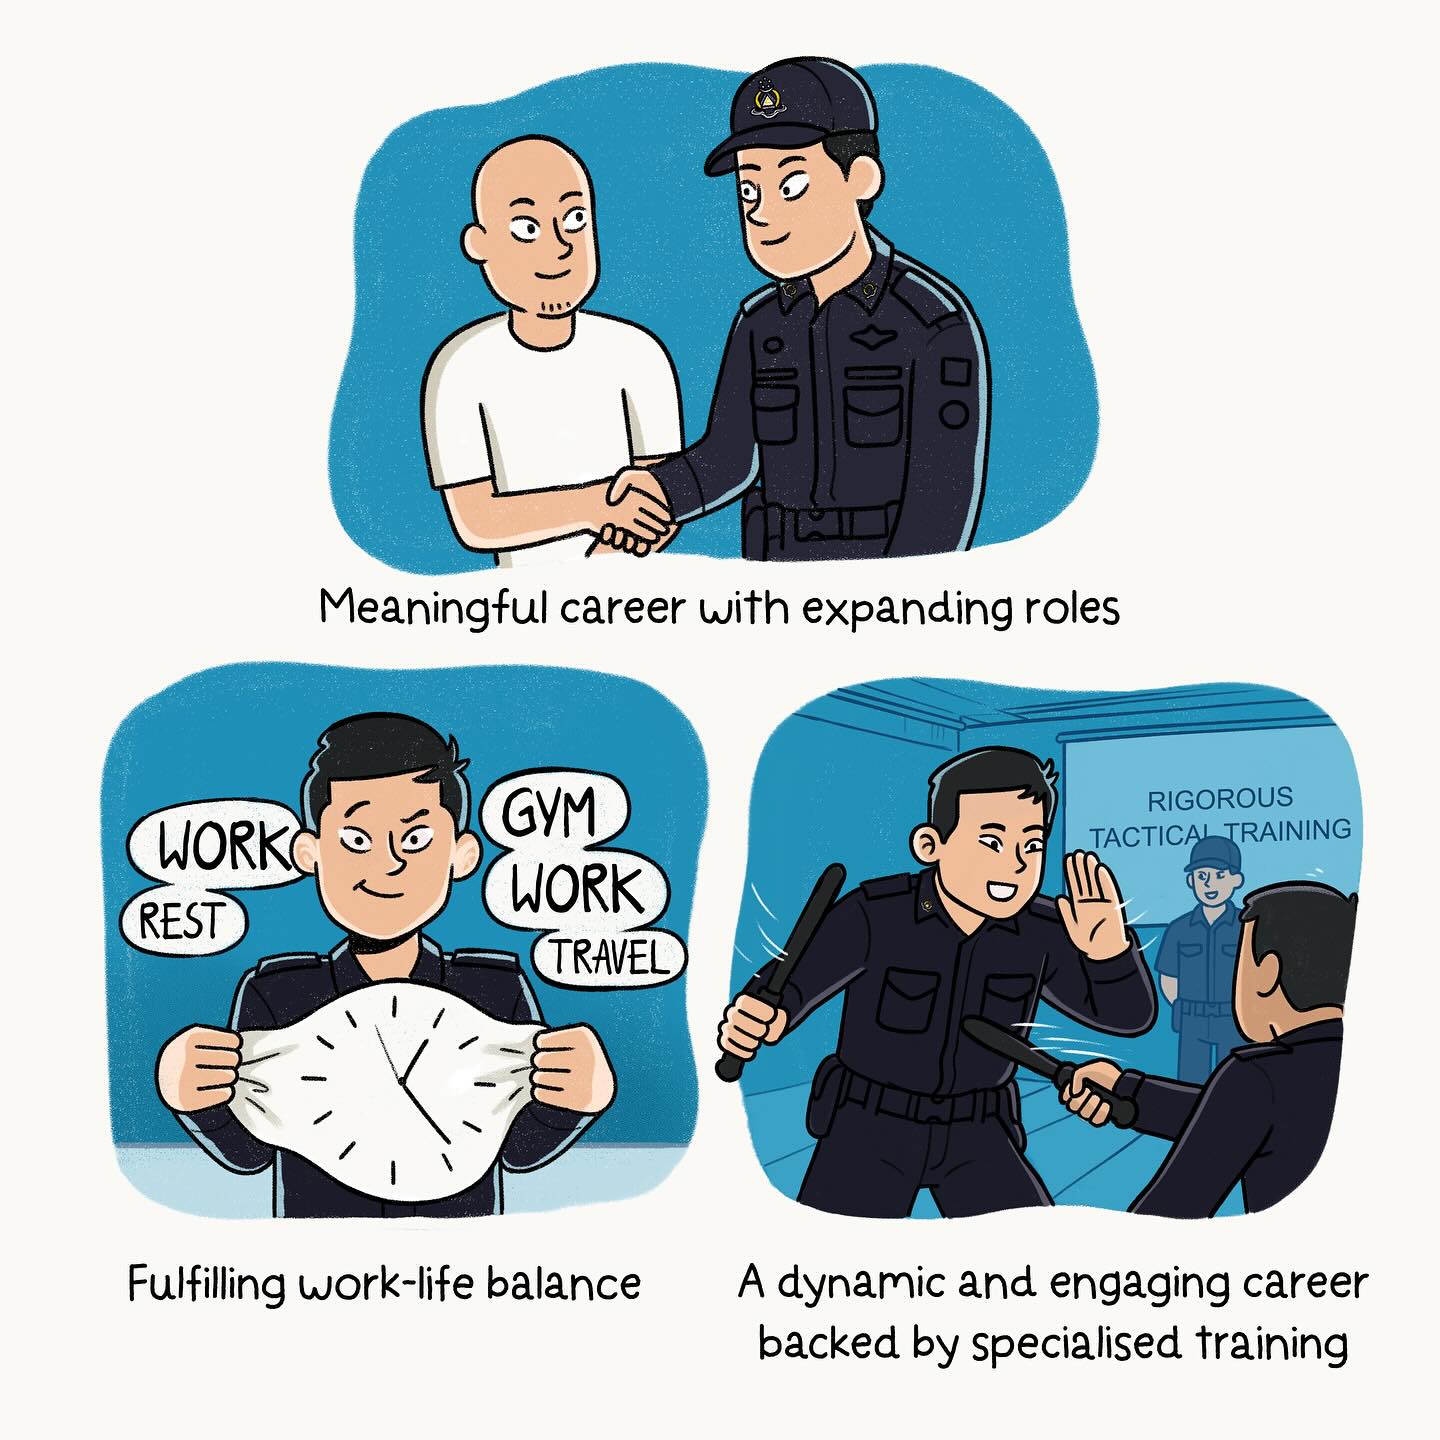 Meaningful career with expanding roles
WORK
REST
GYM
WORK
TRAVEL
Fulfilling work-life balance
RIGOROUS
TACTICAL TRAINING
A dynamic and engaging career
backed by specialised training